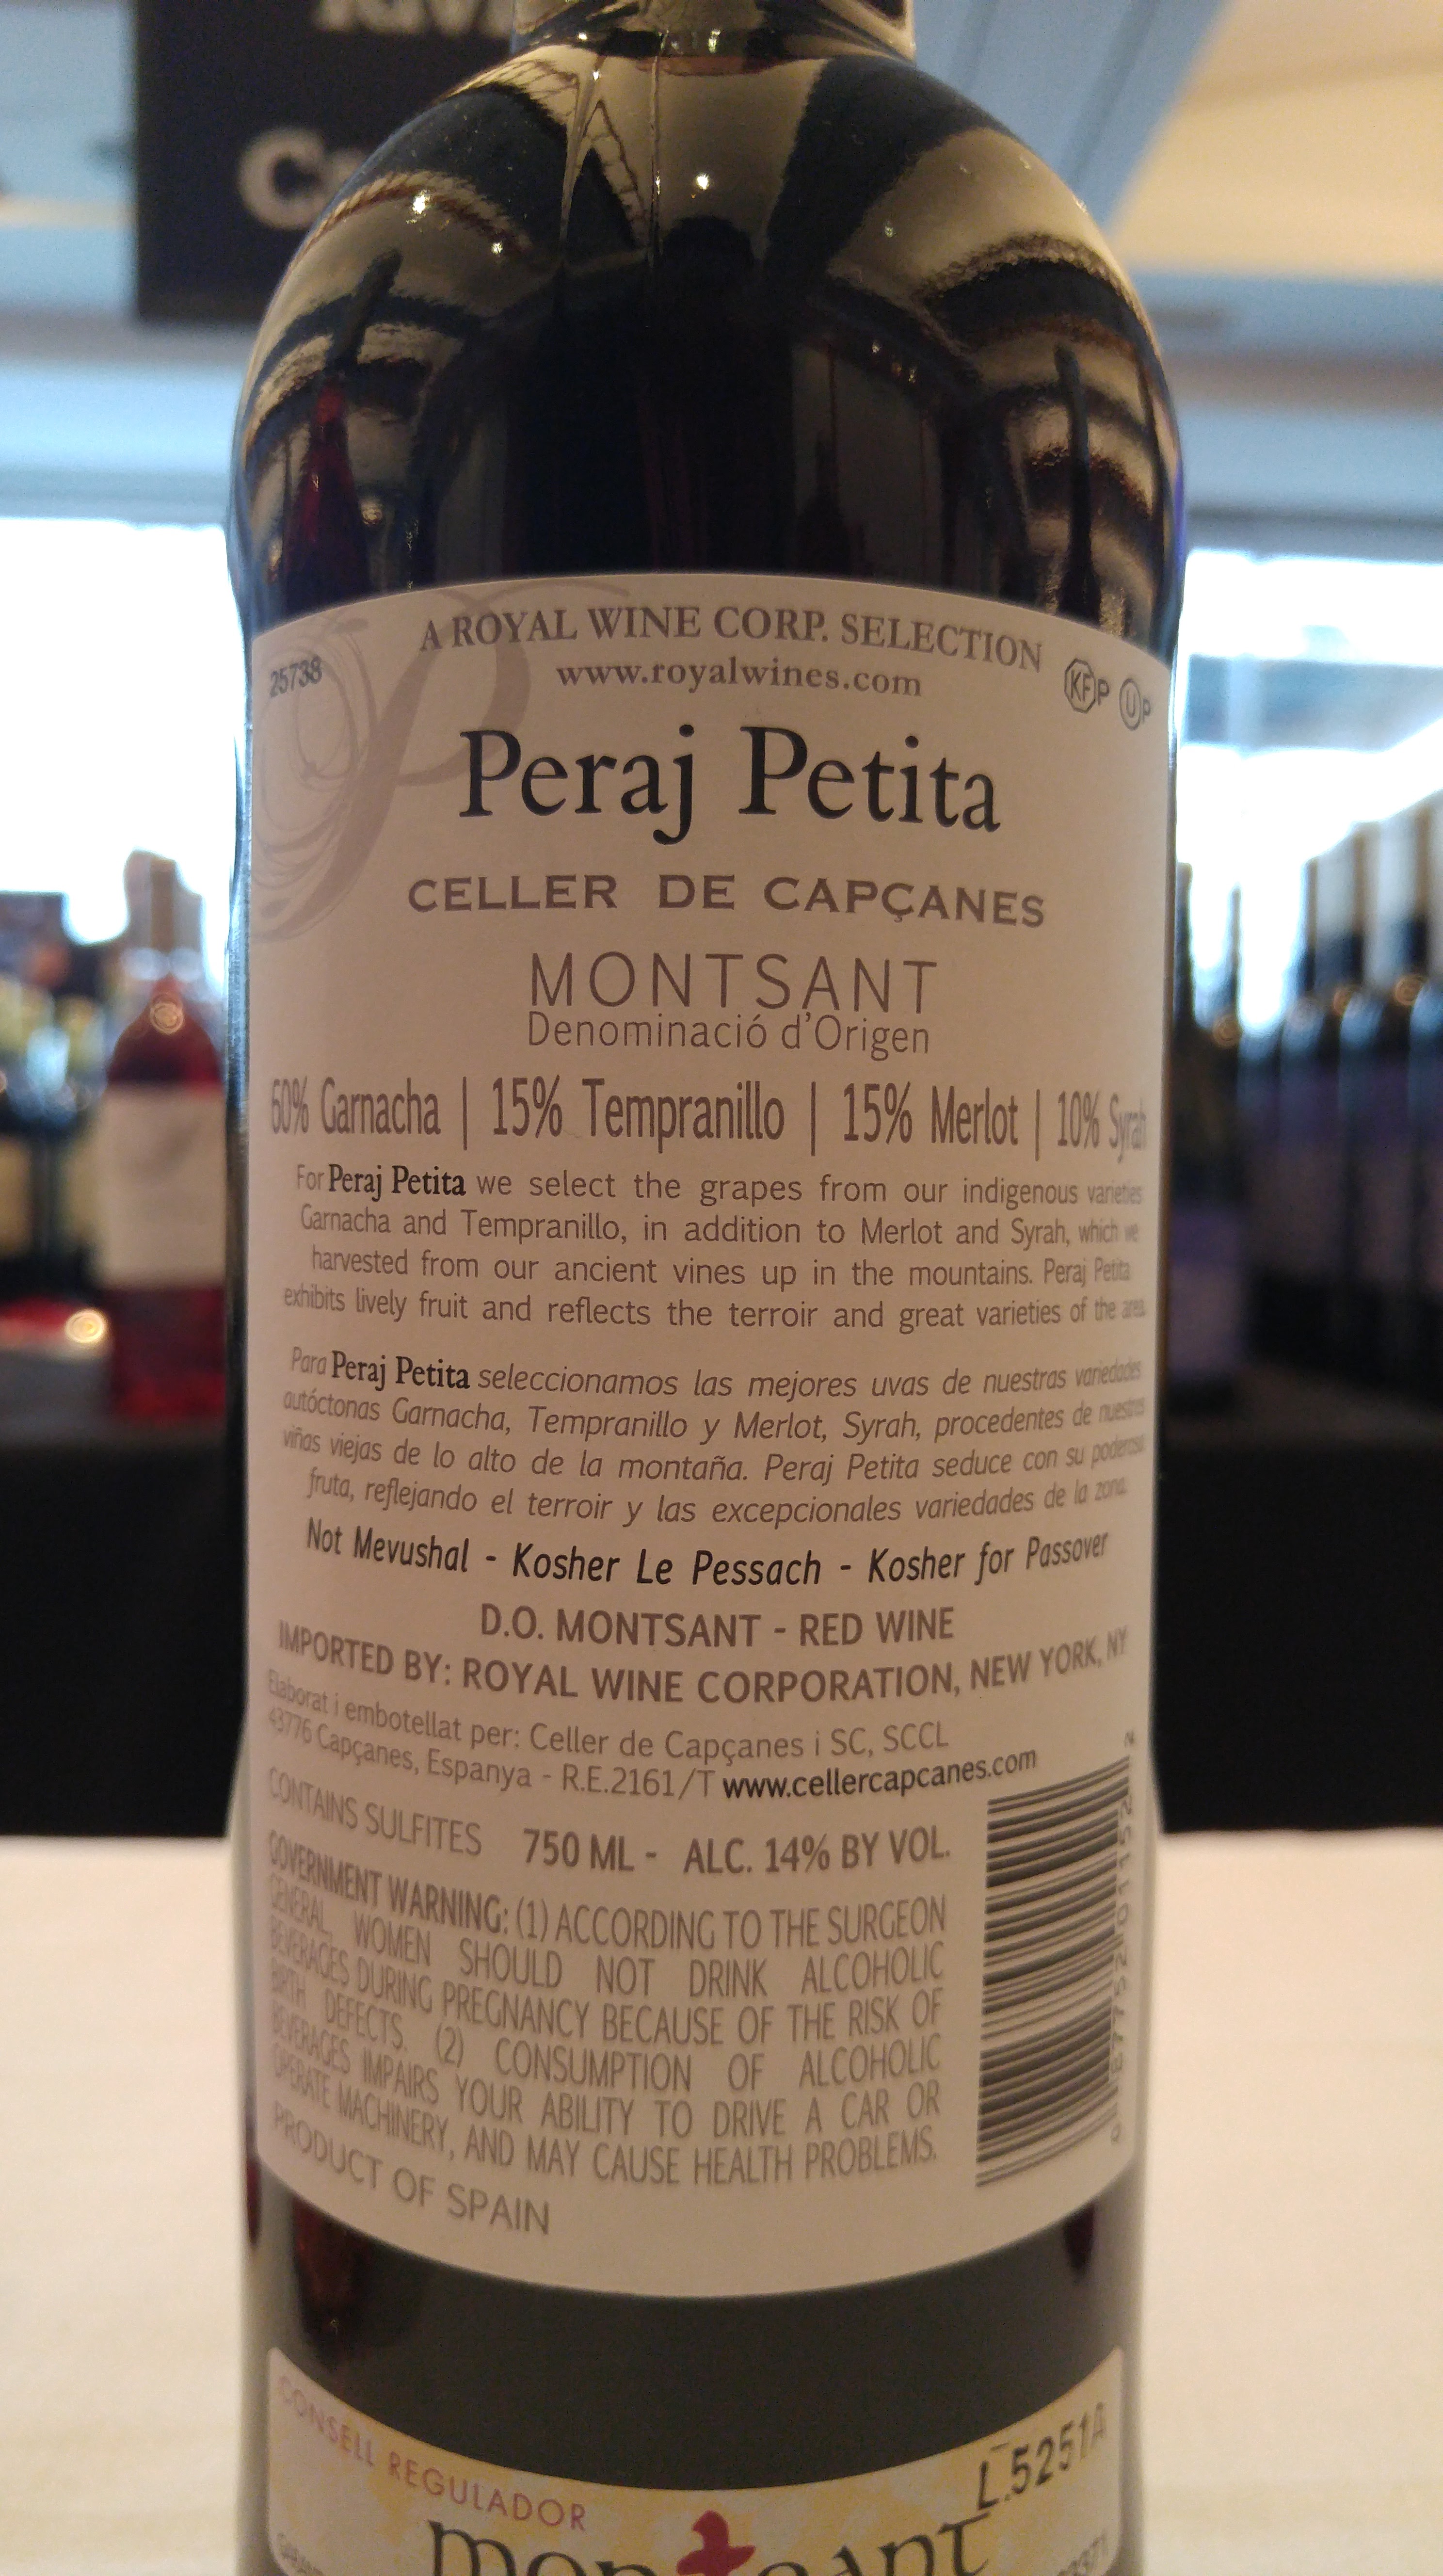 A ROYAL WINE CORP. SELECTION
www.royalwines.com
25738
KF P U P
Peraj Petita
CELLER DE CAPÇANES
MONTSANT
Denominació d'Origen
60% Garnacha | 15% Tempranillo | 15% Merlot | 10% Syrah
For Peraj Petita we select the grapes from our indigenous varieties
Garnacha and Tempranillo, in addition to Merlot and Syrah, which we
harvested from our ancient vines up in the mountains. Peraj Petita
exhibits lively fruit and reflects the terroir and great varieties of the area.
Para Peraj Petita seleccionamos las mejores uvas de nuestras variedades
autóctonas Garnacha, Tempranillo y Merlot, Syrah, procedentes de nuestras
viñas viejas de lo alto de la montaña. Peraj Petita seduce con su poderosa
fruta, reflejando el terroir y las excepcionales variedades de la zona.
Not Mevushal - Kosher Le Pessach - Kosher for Passover
D.O. MONTSANT - RED WINE
IMPORTED BY: ROYAL WINE CORPORATION, NEW YORK, NY
Elaborat i embotellat per: Celler de Capçanes i SC, SCCL
43776 Capçanes, Espanya - R.E.2161/T www.cellercapcanes.com
CONTAINS SULFITES 750 ML - ALC. 14% BY VOL.
GOVERNMENT WARNING: (1) ACCORDING TO THE SURGEON
GENERAL, WOMEN SHOULD NOT DRINK ALCOHOLIC
BEVERAGES DURING PREGNANCY BECAUSE OF THE RISK OF
BIRTH DEFECTS. (2) CONSUMPTION OF ALCOHOLIC
BEVERAGES IMPAIRS YOUR ABILITY TO DRIVE A CAR OR
OPERATE MACHINERY, AND MAY CAUSE HEALTH PROBLEMS.
PRODUCT OF SPAIN
CONSELL REGULADOR
L.5251A
montsant